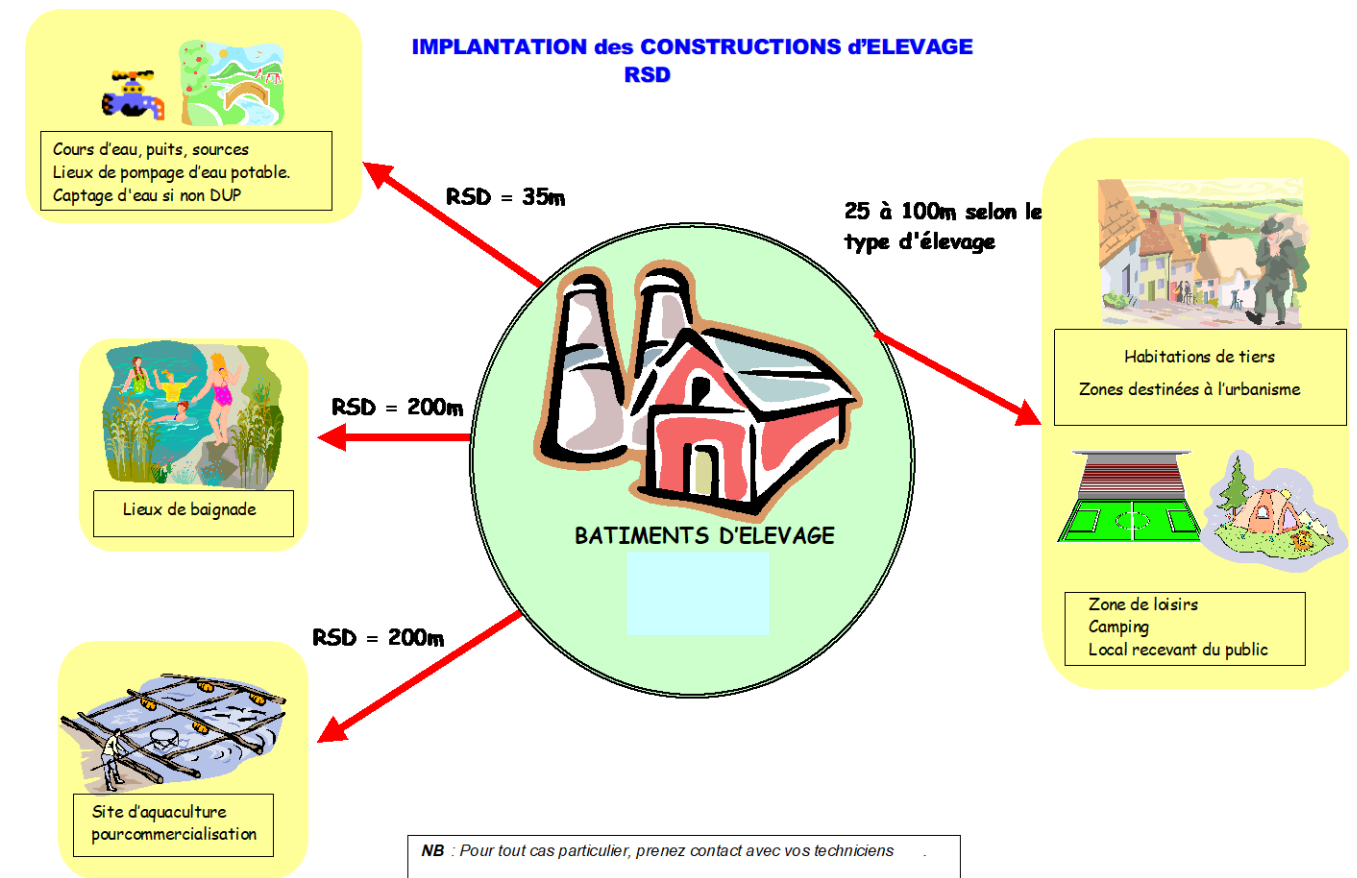 IMPLANTATION des CONSTRUCTIONS d’ELEVAGE
RSD
Cours d’eau, puits, sources
Lieux de pompage d’eau potable.
Captage d'eau si non DUP
RSD = 35m
25 à 100m selon le
type d'élevage
Habitations de tiers
Zones destinées à l’urbanisme
RSD = 200m
Lieux de baignade
BATIMENTS D’ELEVAGE
Zone de loisirs
Camping
Local recevant du public
RSD = 200m
Site d’aquaculture
pourcommercialisation
NB : Pour tout cas particulier, prenez contact avec vos techniciens .